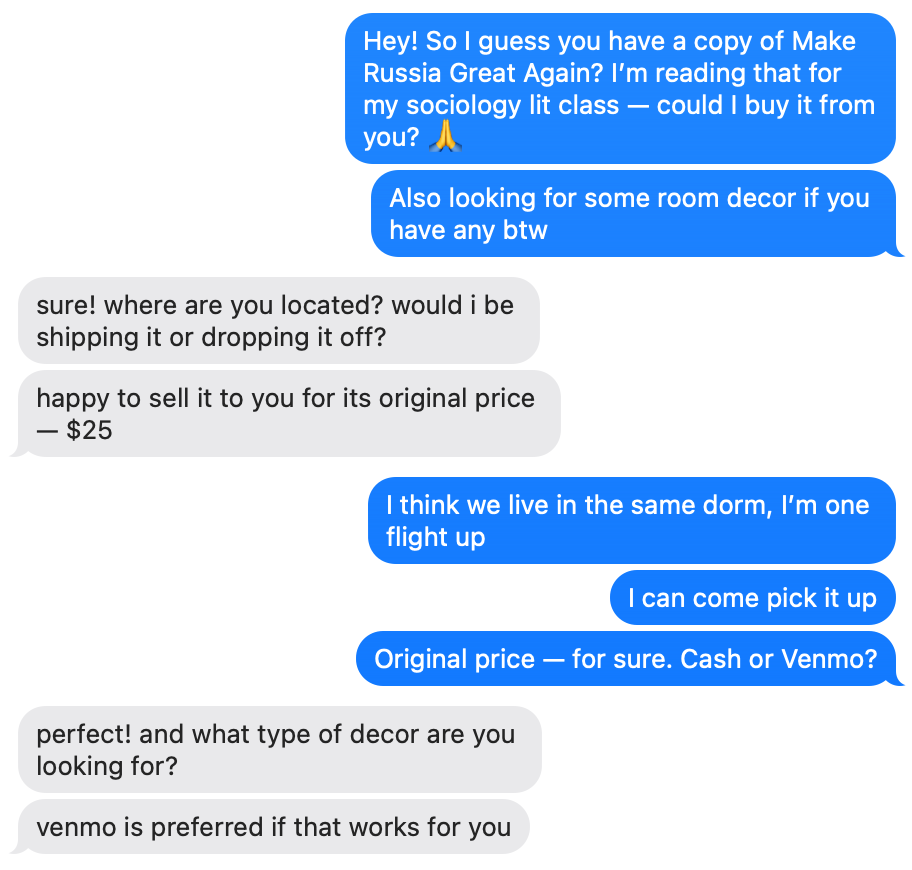 Hey! So I guess you have a copy of Make
Russia Great Again? I’m reading that for
my sociology lit class — could I buy it from
you? 🙏
Also looking for some room decor if you
have any btw
sure! where are you located? would i be
shipping it or dropping it off?
happy to sell it to you for its original price
— $25
I think we live in the same dorm, I’m one
flight up
I can come pick it up
Original price — for sure. Cash or Venmo?
perfect! and what type of decor are you
looking for?
venmo is preferred if that works for you